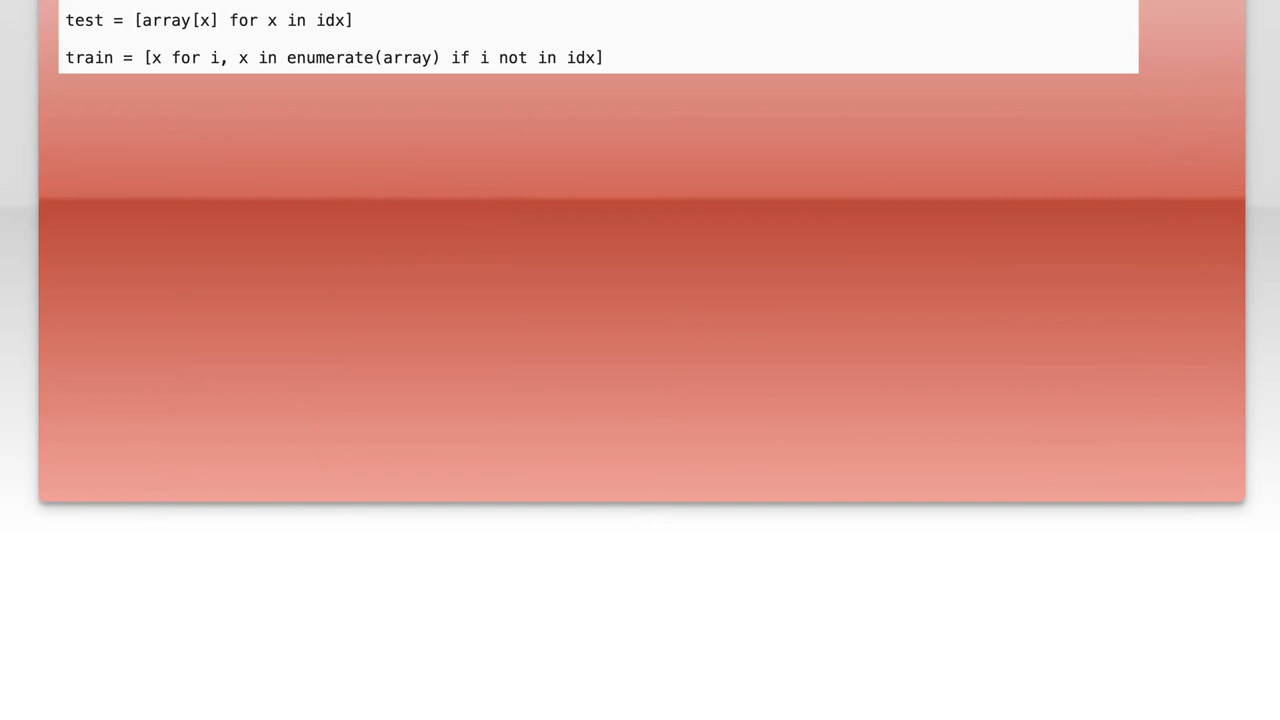 test = [array[x] for x in idx]
train = [x for i, x in enumerate(array) if i not in idx]